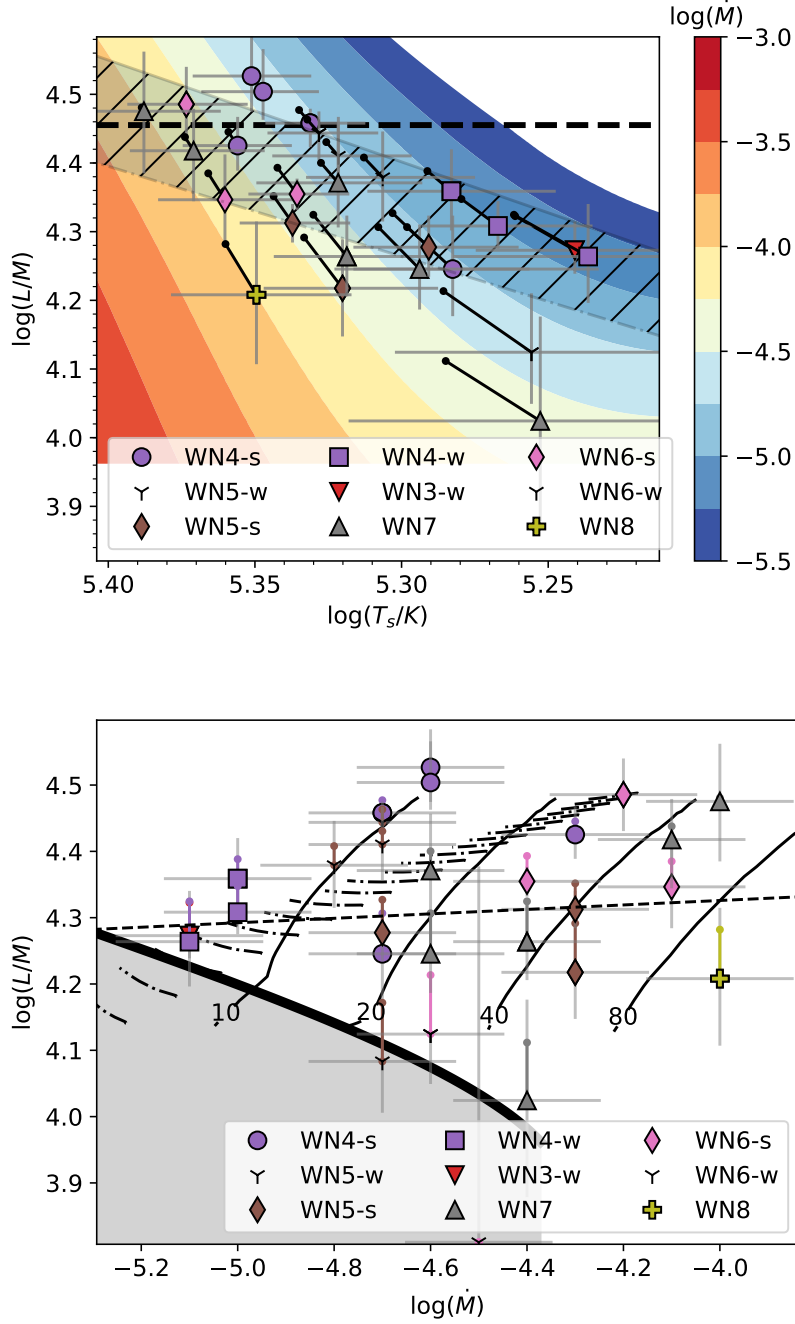 log(Ṁ)
4.5
4.4
4.3
4.2
4.1
4.0
3.9
log(L/M)
WN4-s WN4-w WN6-s
WN5-w WN3-w WN6-w
WN5-s WN7 WN8
5.40 5.35 5.30 5.25
log(Tₛ/K)
−3.0
−3.5
−4.0
−4.5
−5.0
−5.5
4.5
4.4
4.3
4.2
4.1
4.0
3.9
log(L/M)
10 20 40 80
WN4-s WN4-w WN6-s
WN5-w WN3-w WN6-w
WN5-s WN7 WN8
−5.2 −5.0 −4.8 −4.6 −4.4 −4.2 −4.0
log(Ṁ)